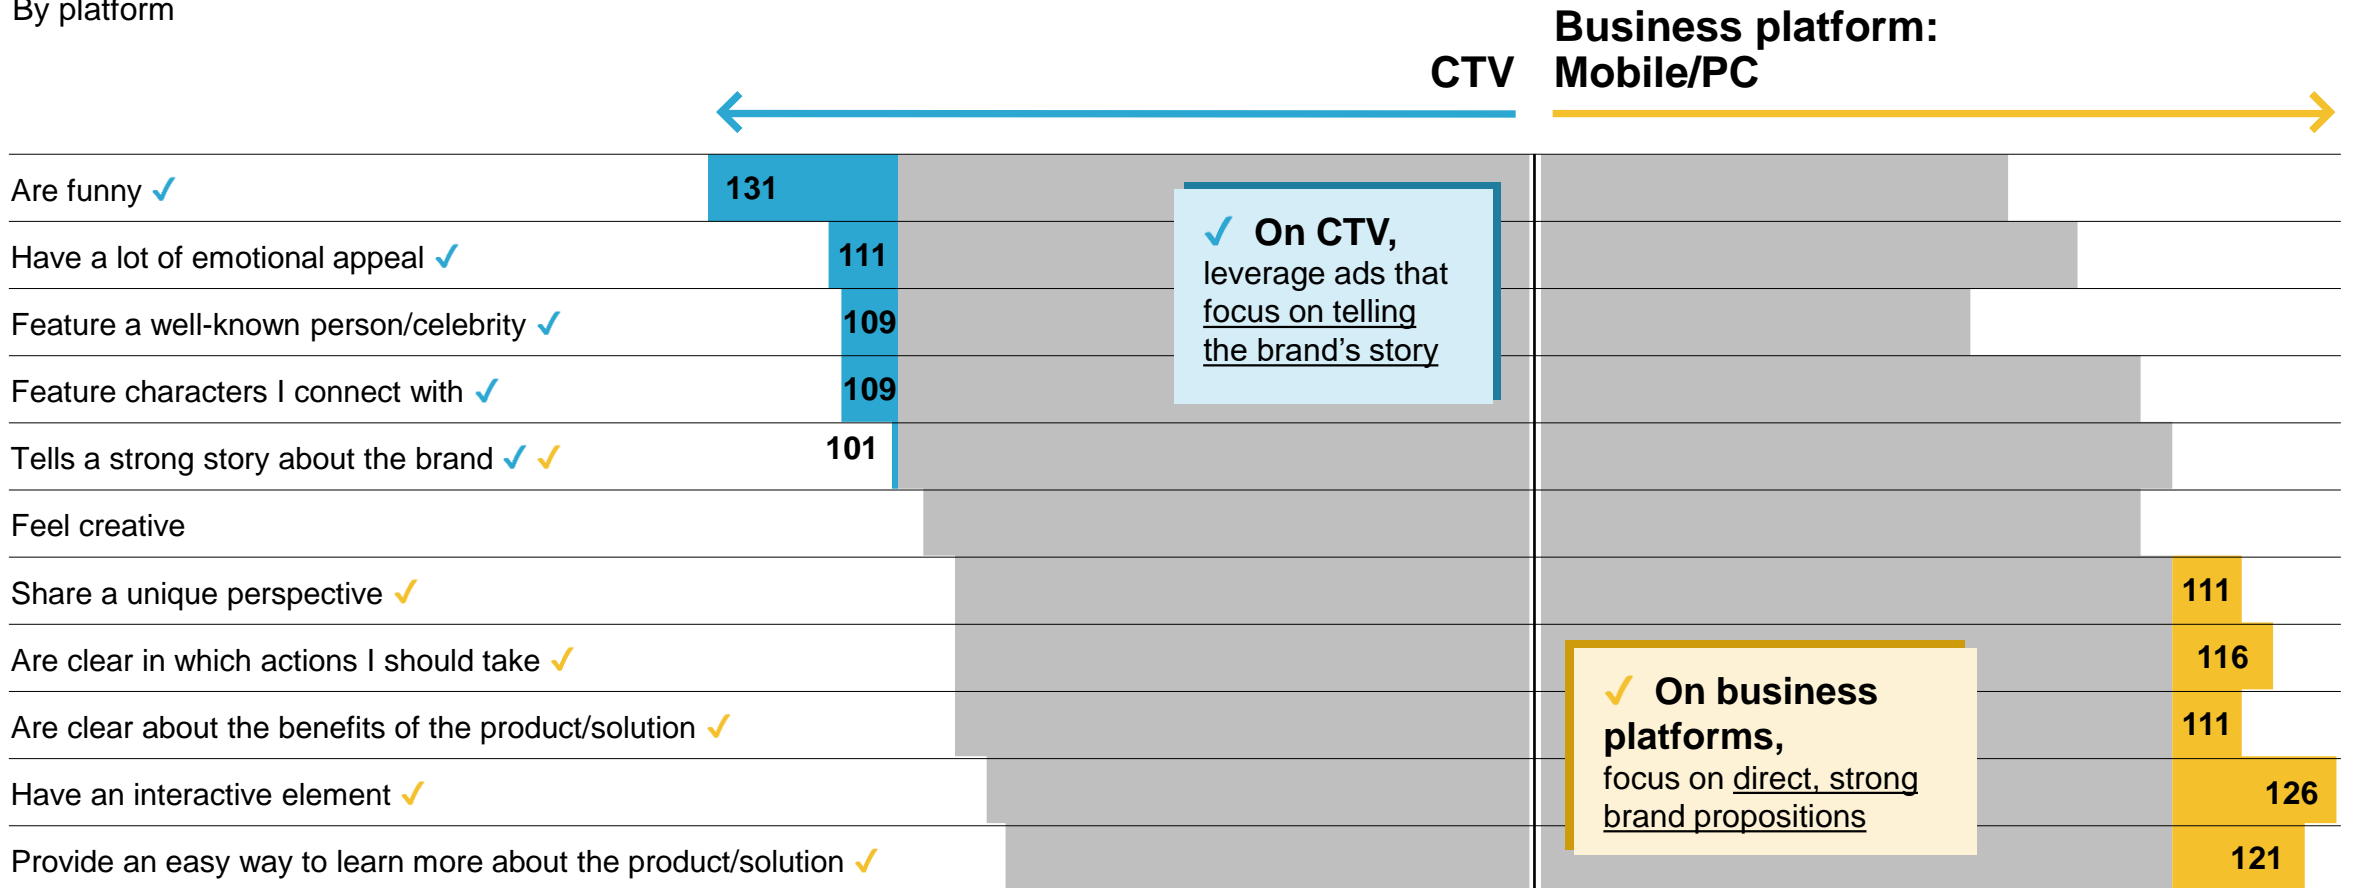 By platform
CTV
Business platform:
Mobile/PC
Are funny ✓
131
Have a lot of emotional appeal ✓
111
Feature a well-known person/celebrity ✓
109
Feature characters I connect with ✓
109
Tells a strong story about the brand ✓ ✓
101
Feel creative
Share a unique perspective ✓
111
Are clear in which actions I should take ✓
116
Are clear about the benefits of the product/solution ✓
111
Have an interactive element ✓
126
Provide an easy way to learn more about the product/solution ✓
121
✓ On CTV,
leverage ads that
focus on telling
the brand’s story
✓ On business
platforms,
focus on direct, strong
brand propositions